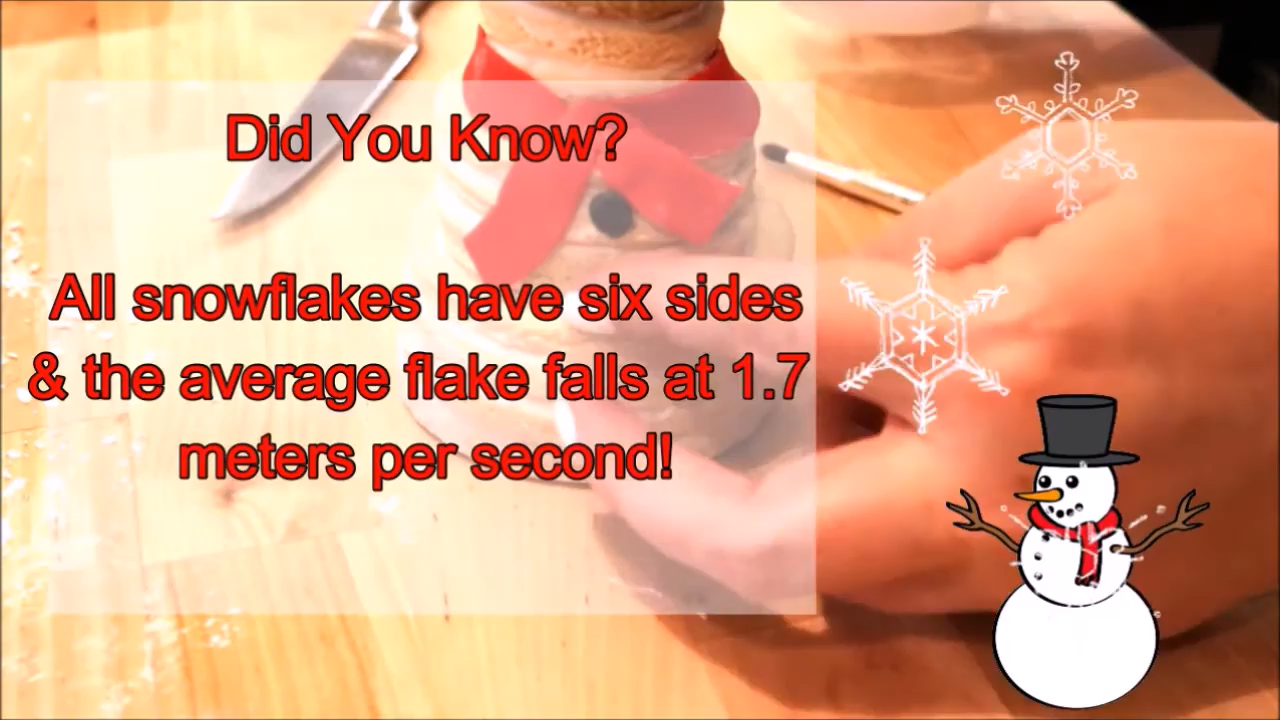 Did You Know?
All snowflakes have six sides
& the average flake falls at 1.7
meters per second!